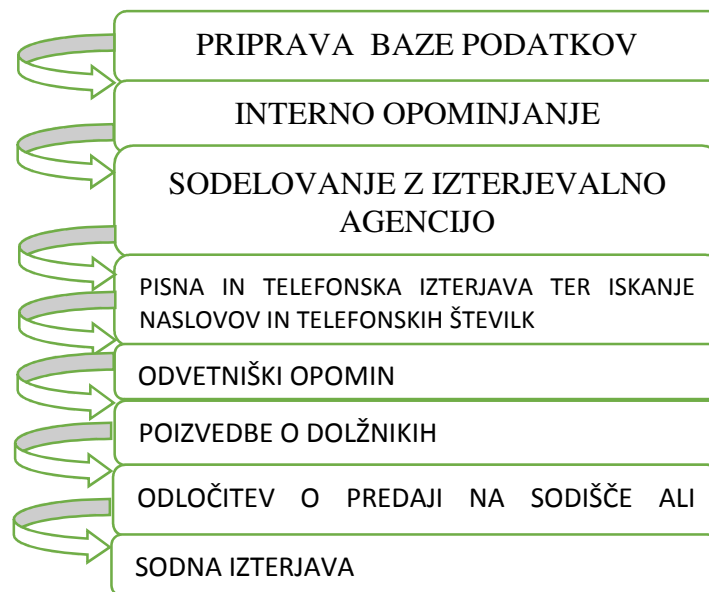 PRIPRAVA BAZE PODATKOV
INTERNO OPOMINJANJE
SODELOVANJE Z IZTERJEVALNO
AGENCIJO
PISNA IN TELEFONSKA IZTERJAVA TER ISKANJE
NASLOVOV IN TELEFONSKIH ŠTEVILK
ODVETNIŠKI OPOMIN
POIZVEDBE O DOLŽNIKIH
ODLOČITEV O PREDAJI NA SODIŠČE ALI
SODNA IZTERJAVA